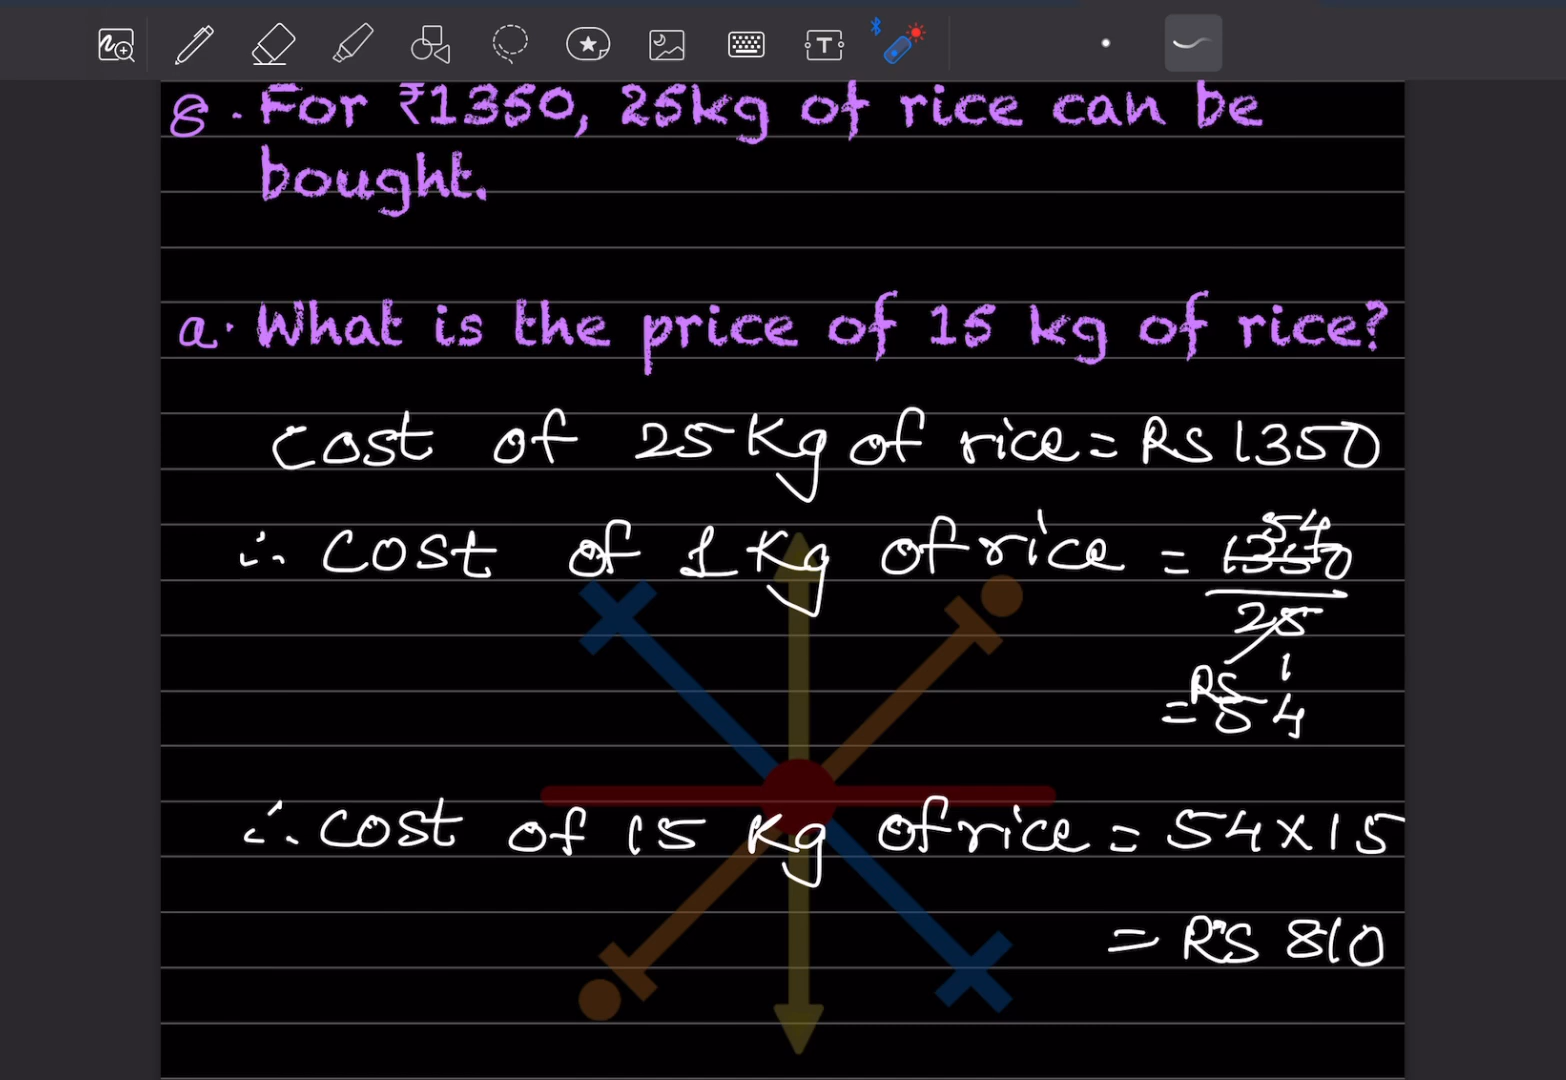 8. For ₹1350, 25kg of rice can be
bought.
a. What is the price of 15 kg of rice?
cost of 25 Kg of rice = RS 1350
∴ cost of 1 Kg of rice = 1350
54
25
1
= RS 54
∴ cost of 15 Kg of rice = 54 × 15
= RS 810